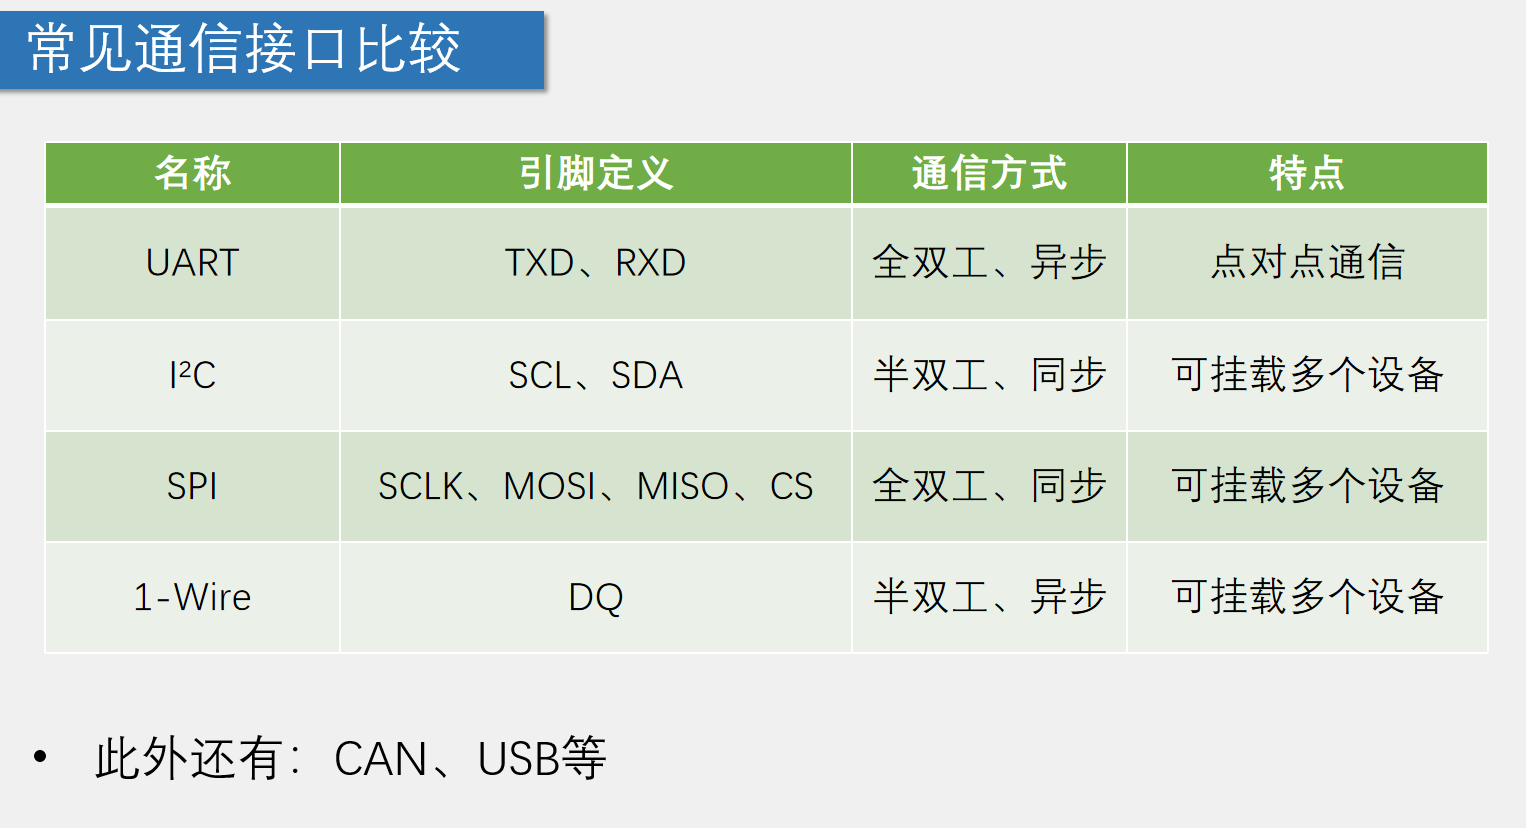 常见通信接口比较
名称 引脚定义 通信方式 特点
UART TXD、RXD 全双工、异步 点对点通信
I²C SCL、SDA 半双工、同步 可挂载多个设备
SPI SCLK、MOSI、MISO、CS 全双工、同步 可挂载多个设备
1-Wire DQ 半双工、异步 可挂载多个设备
• 此外还有：CAN、USB等